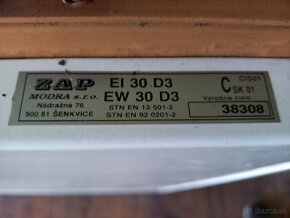 ZAP
MODRA s.r.o.
Nádražná 76
900 81 ŠENKVICE
EI 30 D3
EW 30 D3
STN EN 13 501-2
STN EN 92 0201-2
CIS01
C SK 01
Výrobné číslo
38308
bazos.sk